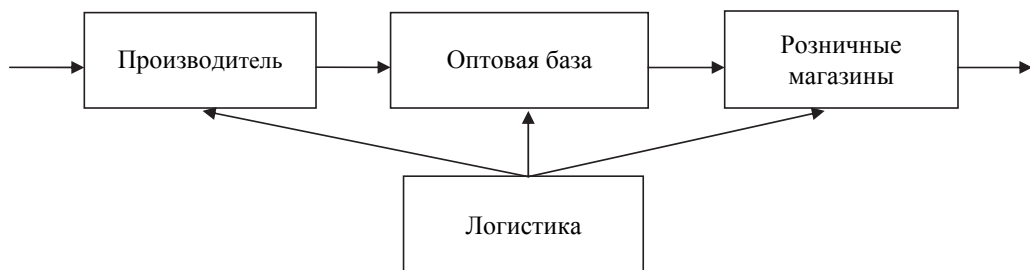 Производитель
Оптовая база
Розничные
магазины
Логистика